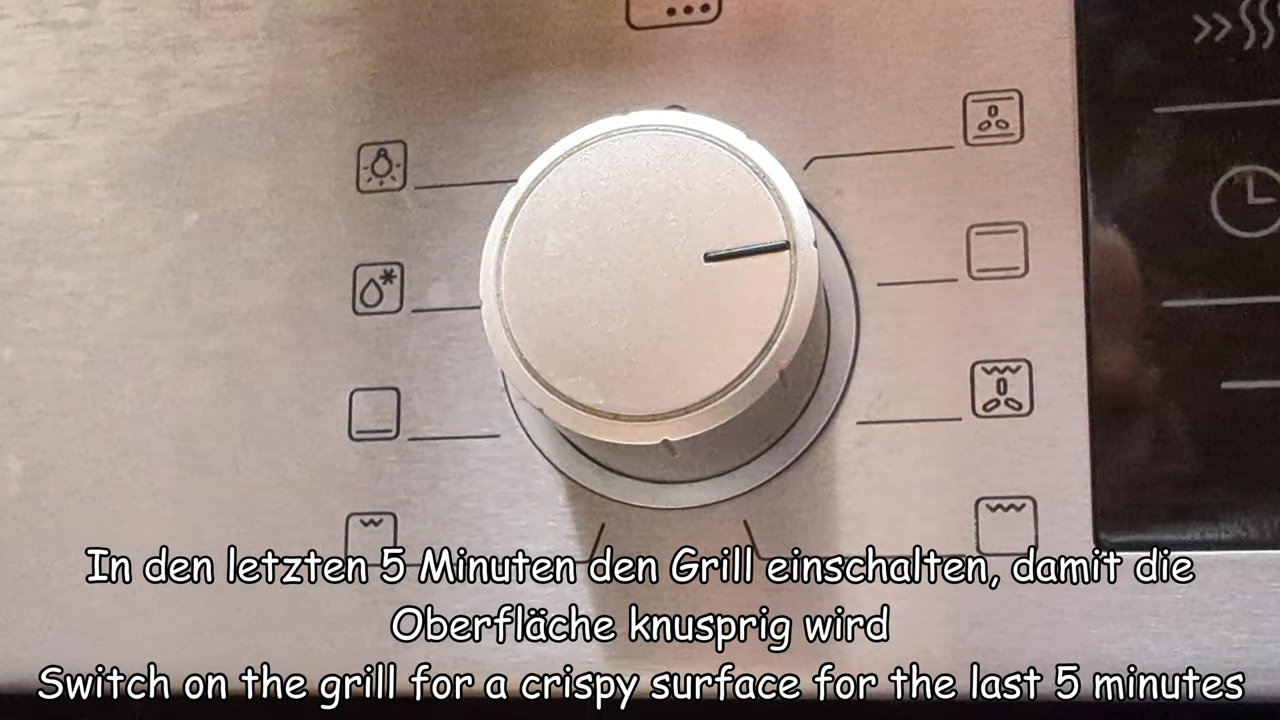 In den letzten 5 Minuten den Grill einschalten, damit die
Oberfläche knusprig wird
Switch on the grill for a crispy surface for the last 5 minutes